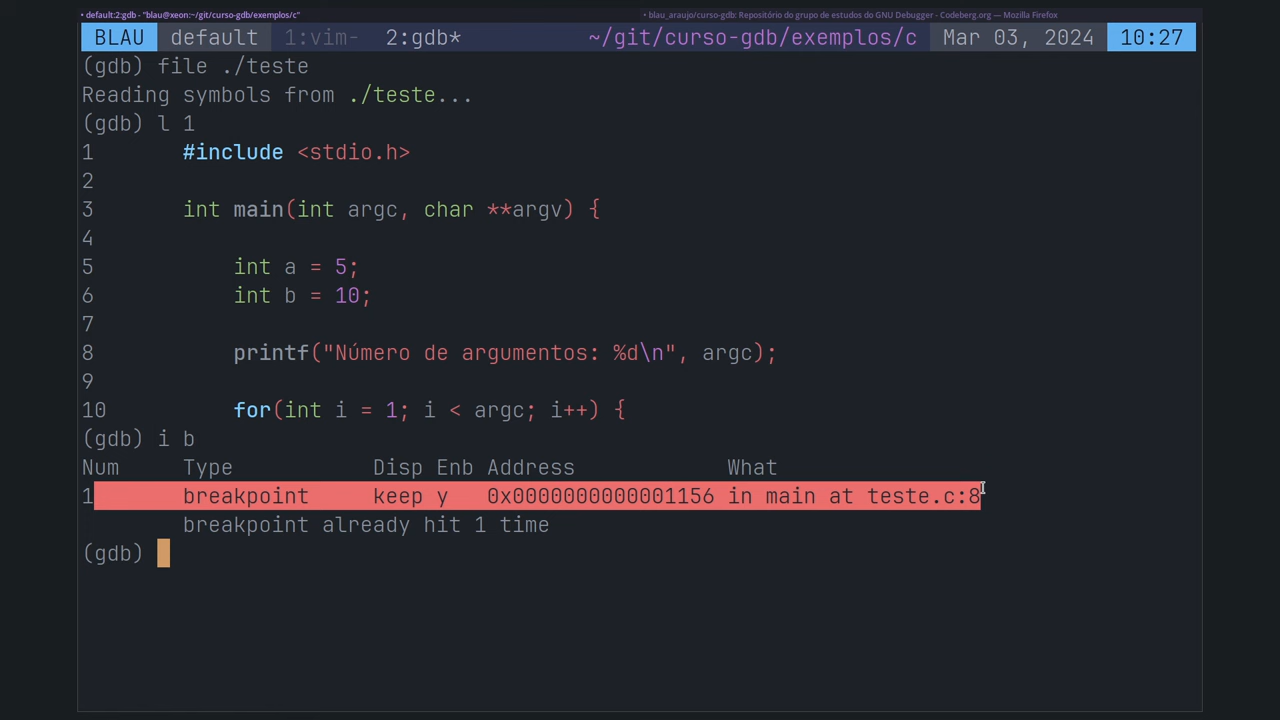 • default:2:gdb - "blau@xeon:~/git/curso-gdb/exemplos/c" • blau_araujo/curso-gdb: Repositório do grupo de estudos do GNU Debugger - Codeberg.org — Mozilla Firefox
BLAU default 1:vim- 2:gdb* ~/git/curso-gdb/exemplos/c Mar 03, 2024 10:27
(gdb) file ./teste
Reading symbols from ./teste...
(gdb) l 1
1 #include <stdio.h>
2
3 int main(int argc, char **argv) {
4
5 int a = 5;
6 int b = 10;
7
8 printf("Número de argumentos: %d\n", argc);
9
10 for(int i = 1; i < argc; i++) {
(gdb) i b
Num Type Disp Enb Address What
1 breakpoint keep y 0x0000000000001156 in main at teste.c:8
breakpoint already hit 1 time
(gdb)